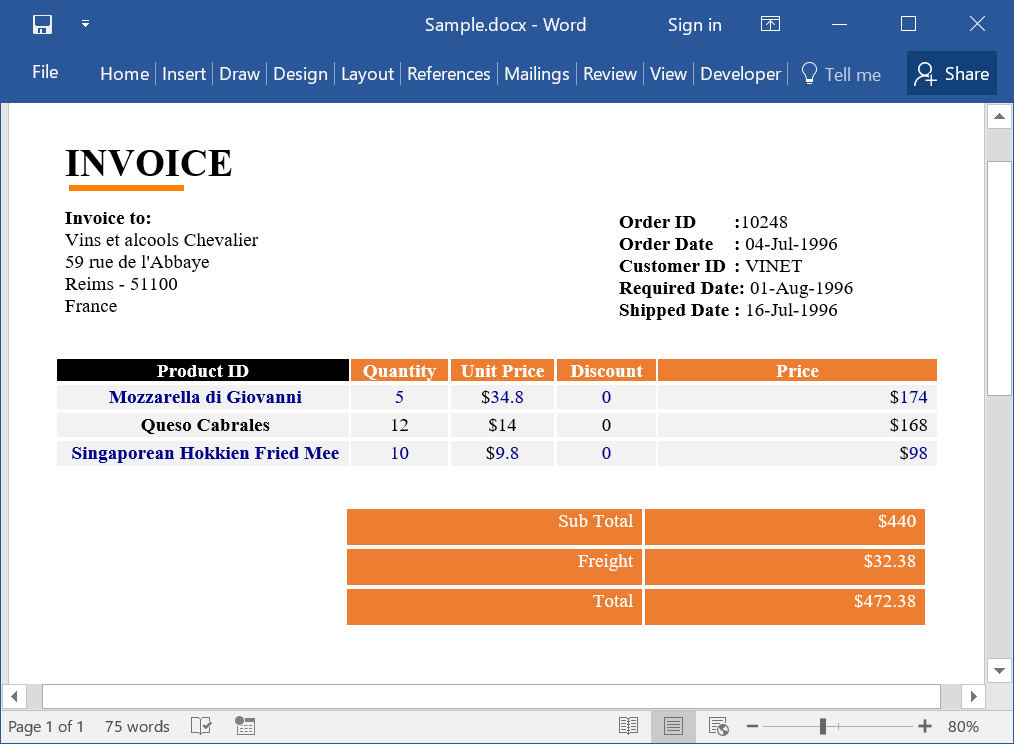 Sample.docx - Word
Sign in
File Home Insert Draw Design Layout References Mailings Review View Developer Tell me Share
INVOICE
Invoice to:
Vins et alcools Chevalier
59 rue de l'Abbaye
Reims - 51100
France
Order ID :10248
Order Date : 04-Jul-1996
Customer ID : VINET
Required Date: 01-Aug-1996
Shipped Date : 16-Jul-1996
Product ID Quantity Unit Price Discount Price
Mozzarella di Giovanni 5 $34.8 0 $174
Queso Cabrales 12 $14 0 $168
Singaporean Hokkien Fried Mee 10 $9.8 0 $98
Sub Total $440
Freight $32.38
Total $472.38
Page 1 of 1 75 words 80%